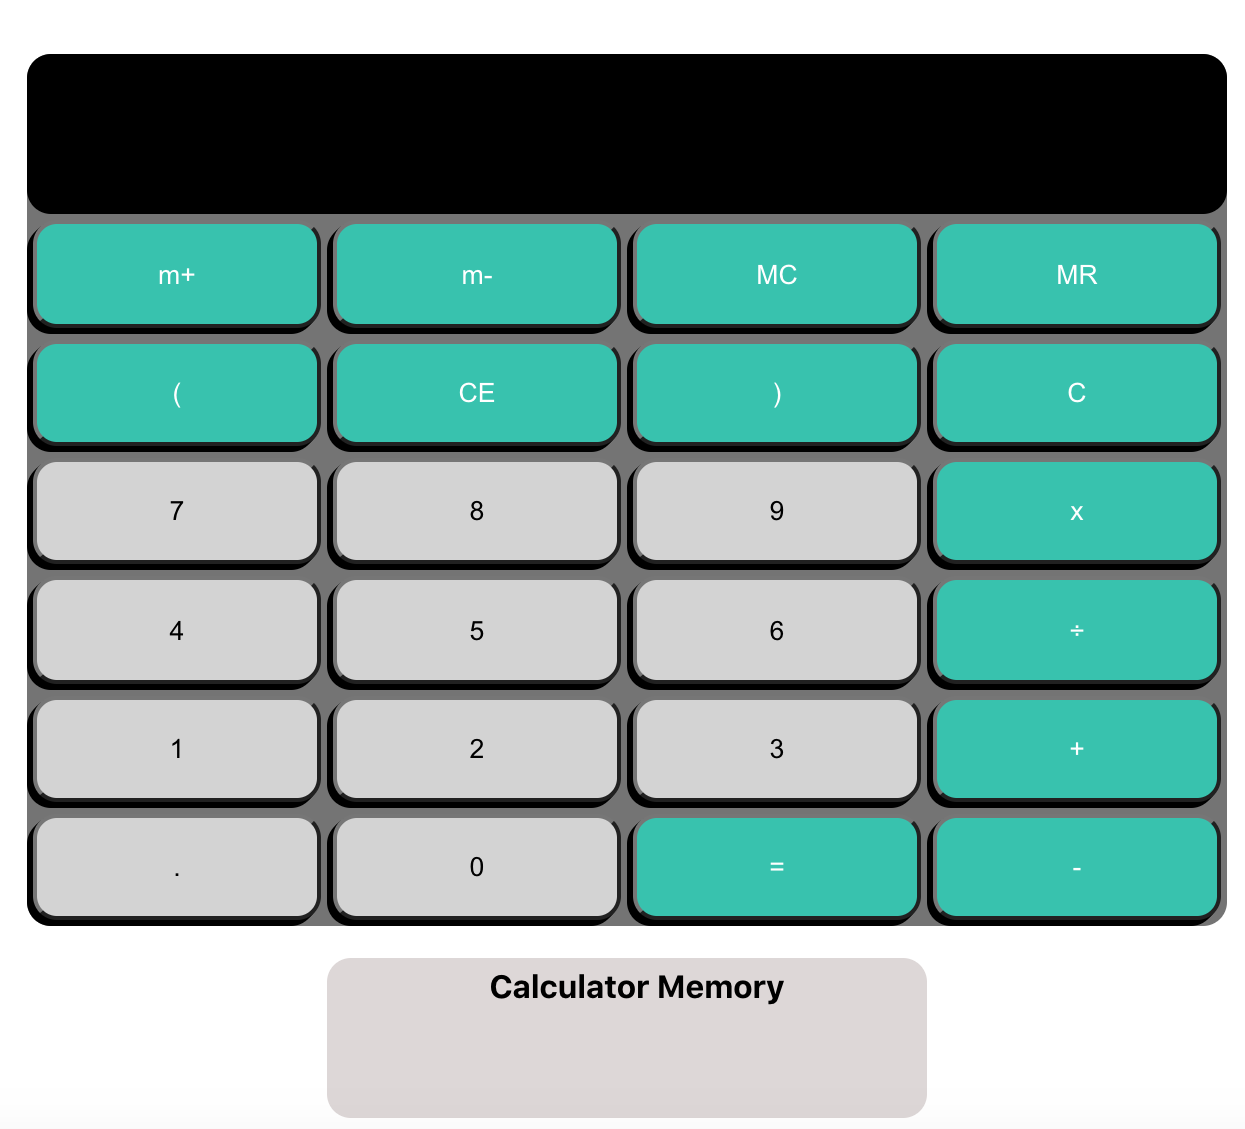 m+ m- MC MR
( CE ) C
7 8 9 x
4 5 6 ÷
1 2 3 +
. 0 = -
Calculator Memory